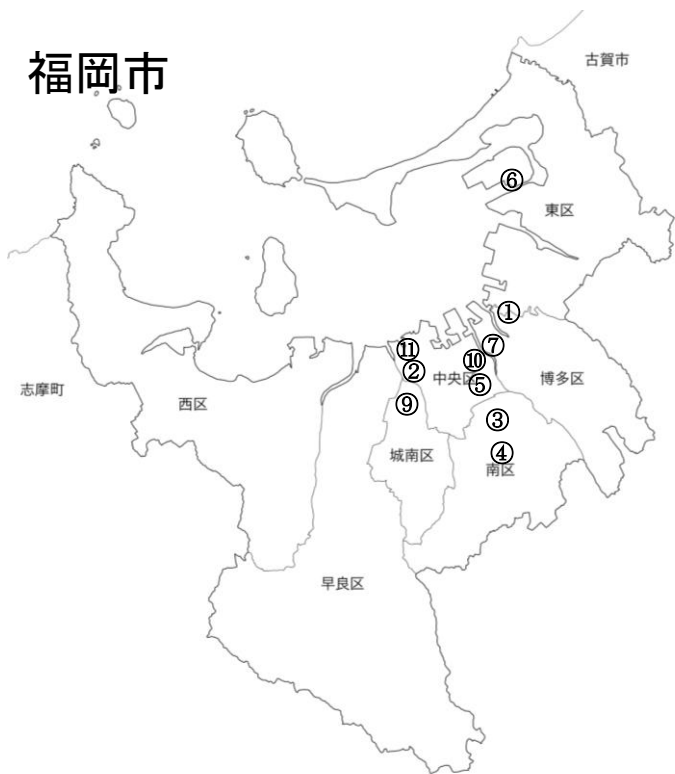 福岡市
古賀市
⑥
東区
①
⑦
⑪
⑩
②
中央区
⑤
博多区
志摩町
西区
⑨
③
城南区
④
南区
早良区